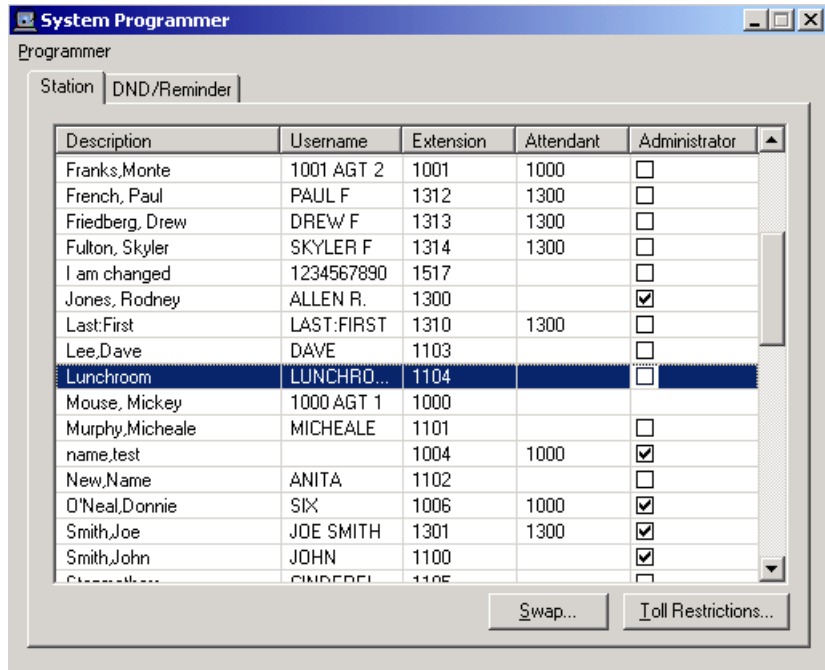 System Programmer
Programmer
Station DND/Reminder
Description Username Extension Attendant Administrator
Franks,Monte 1001 AGT 2 1001 1000
French, Paul PAUL F 1312 1300
Friedberg, Drew DREW F 1313 1300
Fulton, Skyler SKYLER F 1314 1300
I am changed 1234567890 1517
Jones, Rodney ALLEN R. 1300
Last:First LAST:FIRST 1310 1300
Lee,Dave DAVE 1103
Lunchroom LUNCHRO... 1104
Mouse, Mickey 1000 AGT 1 1000
Murphy,Micheale MICHEALE 1101
name,test 1004 1000
New,Name ANITA 1102
O'Neal,Donnie SIX 1006 1000
Smith,Joe JOE SMITH 1301 1300
Smith,John JOHN 1100
Swap... Toll Restrictions...